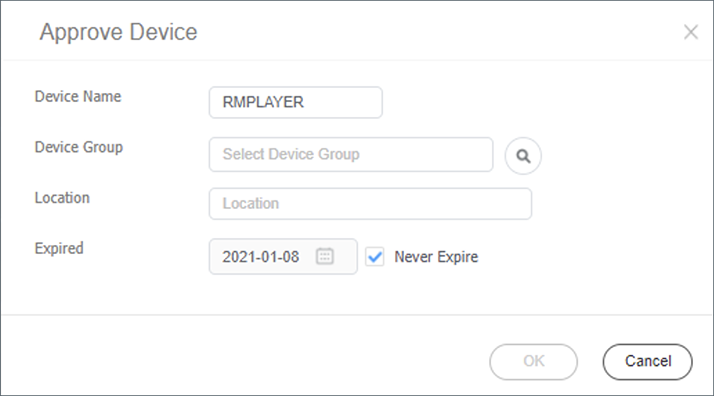 Approve Device
Device Name RMPLAYER
Device Group Select Device Group
Location Location
Expired 2021-01-08 Never Expire
OK Cancel